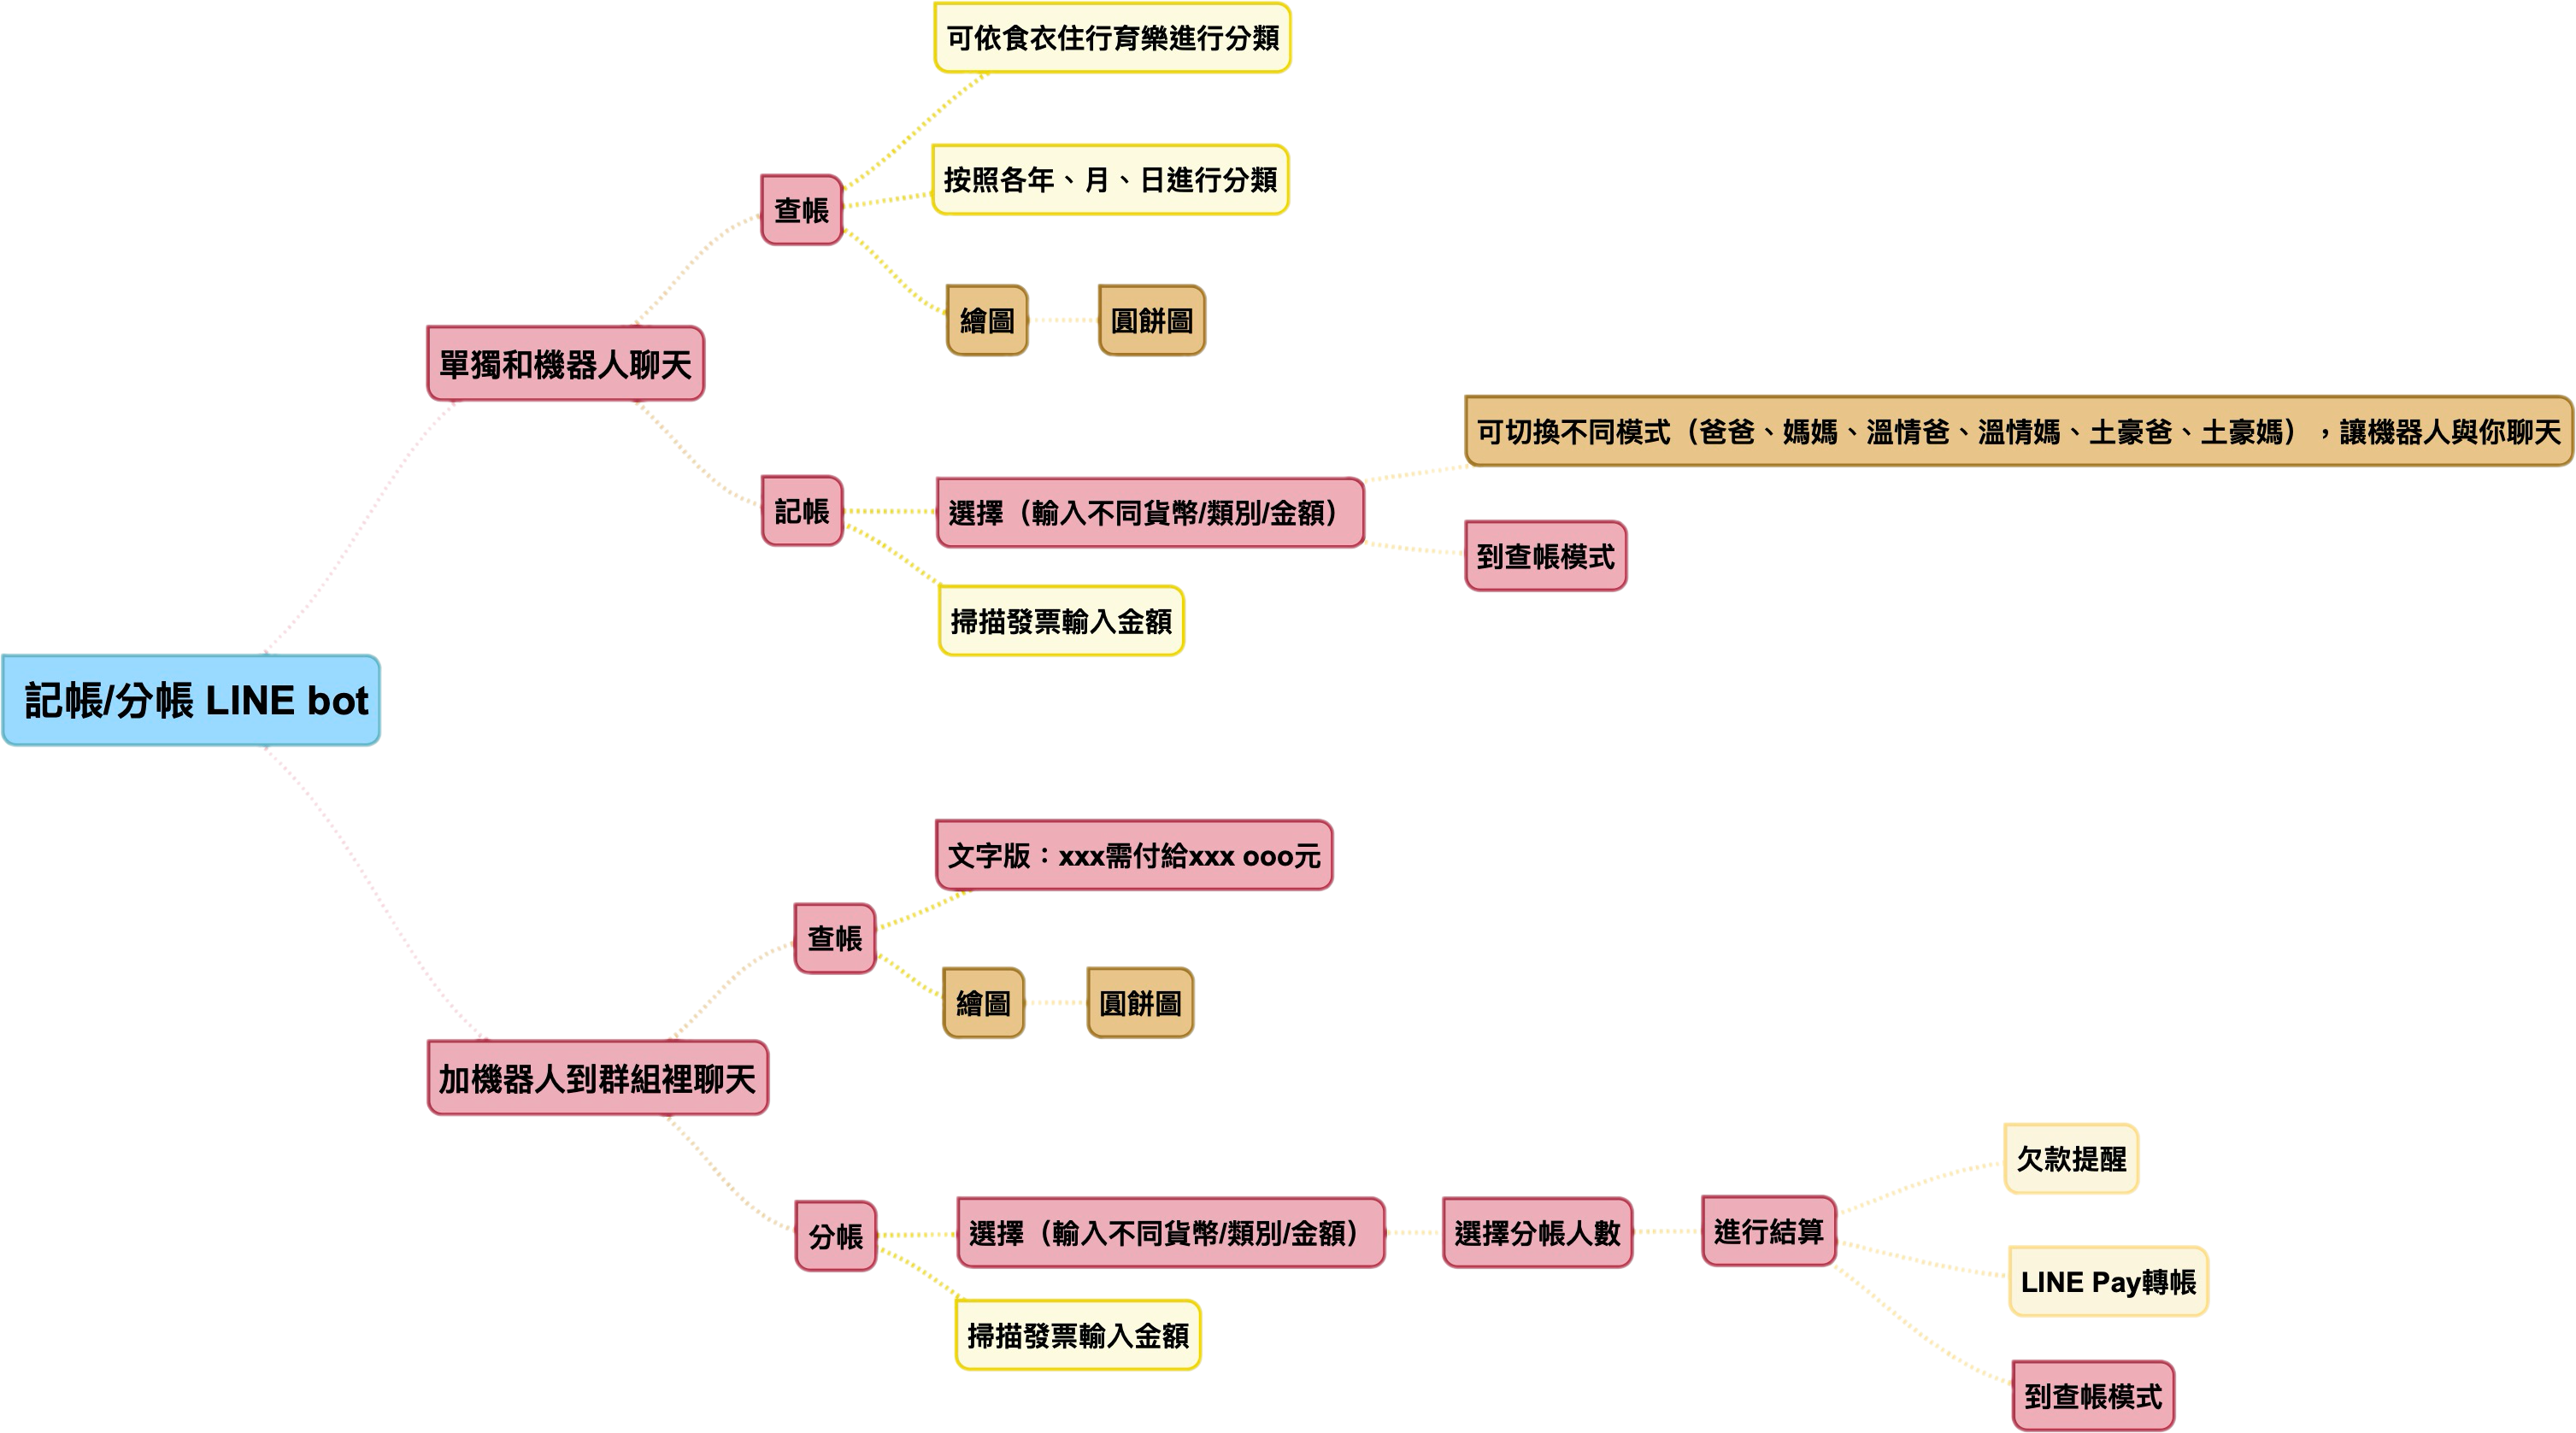 可依食衣住行育樂進行分類
按照各年、月、日進行分類
查帳
繪圖
圓餅圖
單獨和機器人聊天
可切換不同模式（爸爸、媽媽、溫情爸、溫情媽、土豪爸、土豪媽），讓機器人與你聊天
記帳
選擇（輸入不同貨幣/類別/金額）
到查帳模式
掃描發票輸入金額
記帳/分帳 LINE bot
文字版：xxx需付給xxx ooo元
查帳
繪圖
圓餅圖
加機器人到群組裡聊天
欠款提醒
分帳
選擇（輸入不同貨幣/類別/金額）
選擇分帳人數
進行結算
LINE Pay轉帳
掃描發票輸入金額
到查帳模式